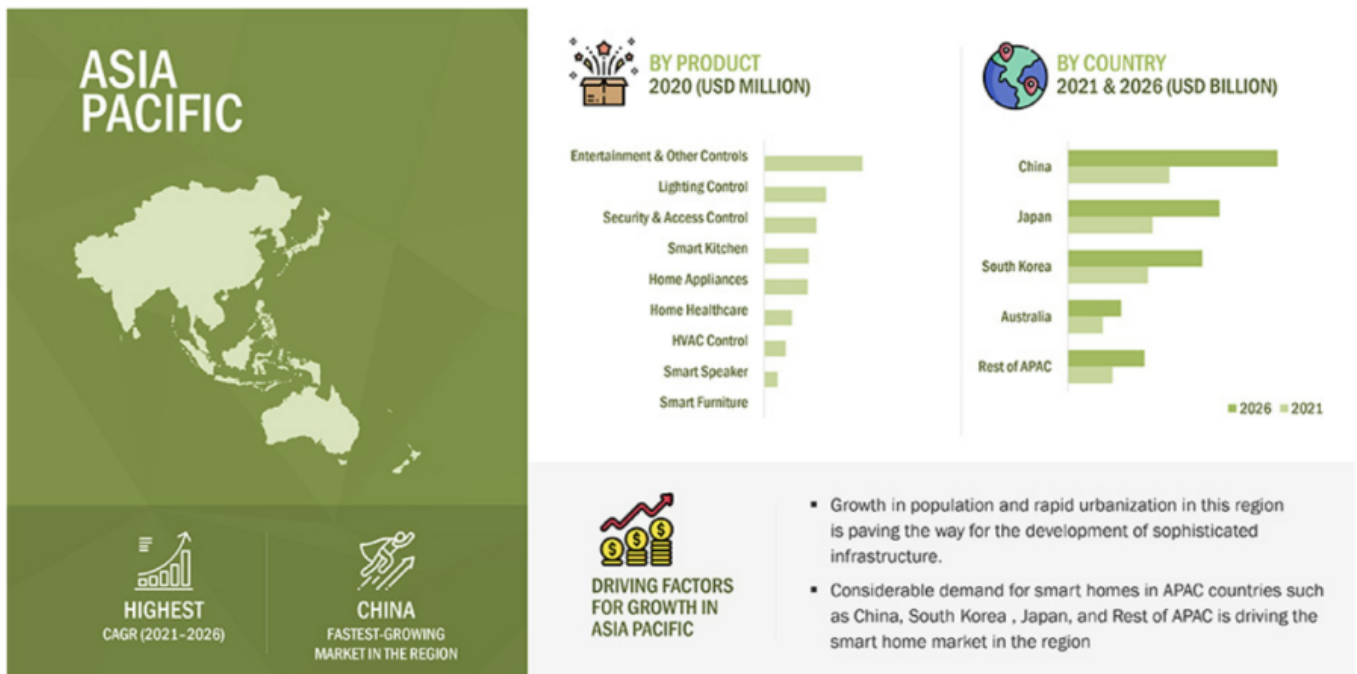 ASIA
PACIFIC
HIGHEST
CAGR (2021–2026)
CHINA
FASTEST-GROWING
MARKET IN THE REGION
BY PRODUCT
2020 (USD MILLION)
Entertainment & Other Controls
Lighting Control
Security & Access Control
Smart Kitchen
Home Appliances
Home Healthcare
HVAC Control
Smart Speaker
Smart Furniture
BY COUNTRY
2021 & 2026 (USD BILLION)
China
Japan
South Korea
Australia
Rest of APAC
2026 2021
DRIVING FACTORS
FOR GROWTH IN
ASIA PACIFIC
▪ Growth in population and rapid urbanization in this region
is paving the way for the development of sophisticated
infrastructure.
▪ Considerable demand for smart homes in APAC countries such
as China, South Korea , Japan, and Rest of APAC is driving the
smart home market in the region